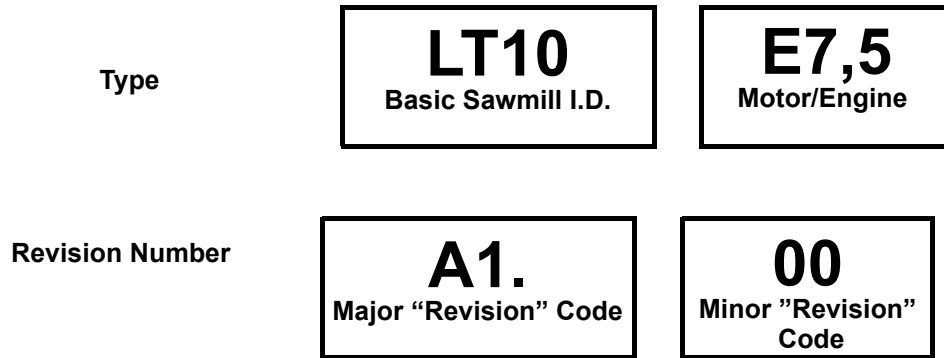 Type
LT10
Basic Sawmill I.D.
E7,5
Motor/Engine
Revision Number
A1.
Major “Revision” Code
00
Minor ”Revision”
Code